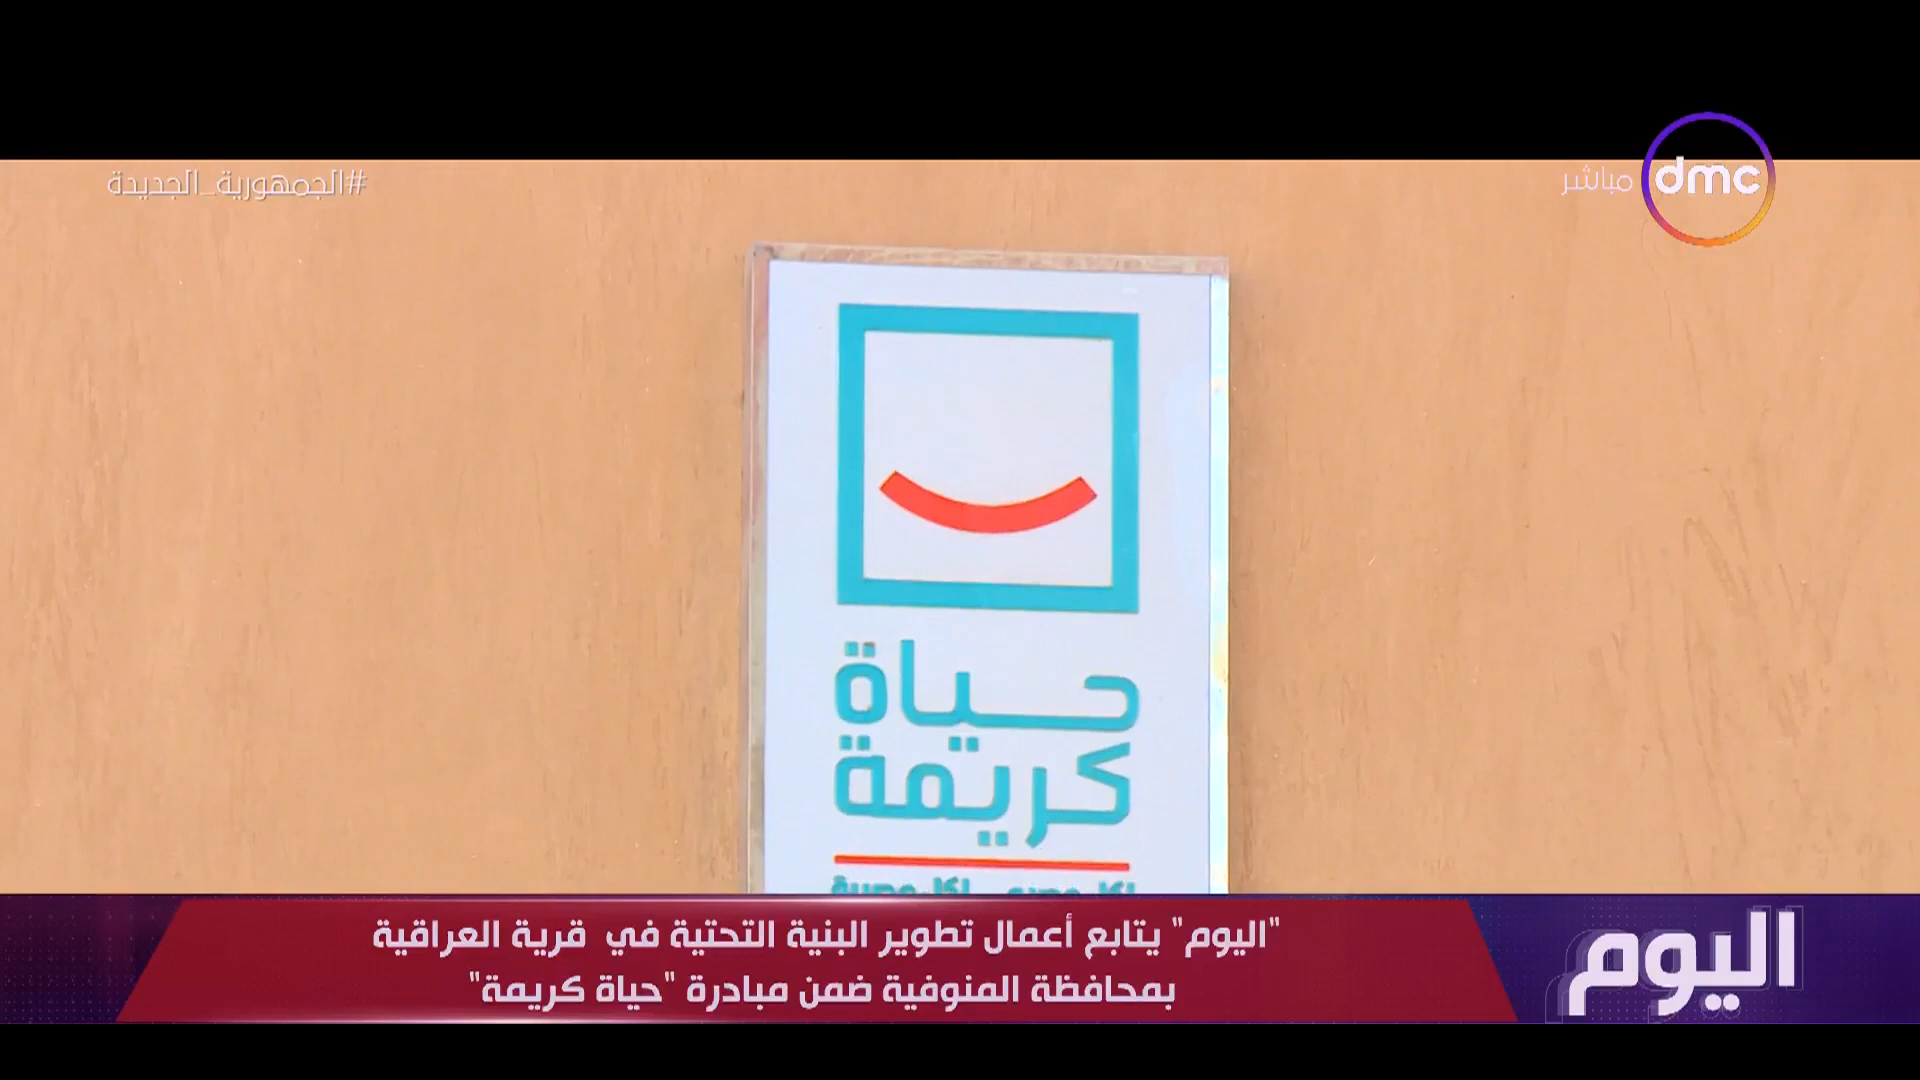 #الجمهورية_الجديدة
مباشر
dmc
حياة
كريمة
"اليوم" يتابع أعمال تطوير البنية التحتية في قرية العراقية
بمحافظة المنوفية ضمن مبادرة "حياة كريمة"
اليوم